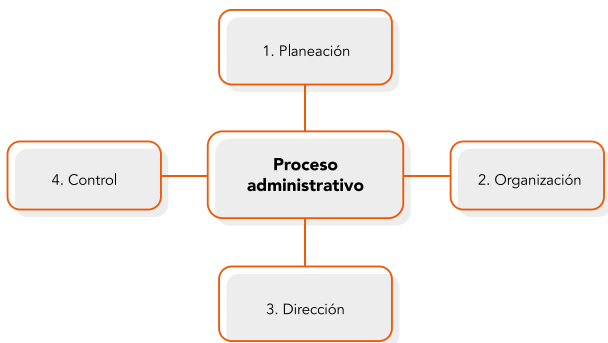 1. Planeación
4. Control
Proceso
administrativo
2. Organización
3. Dirección